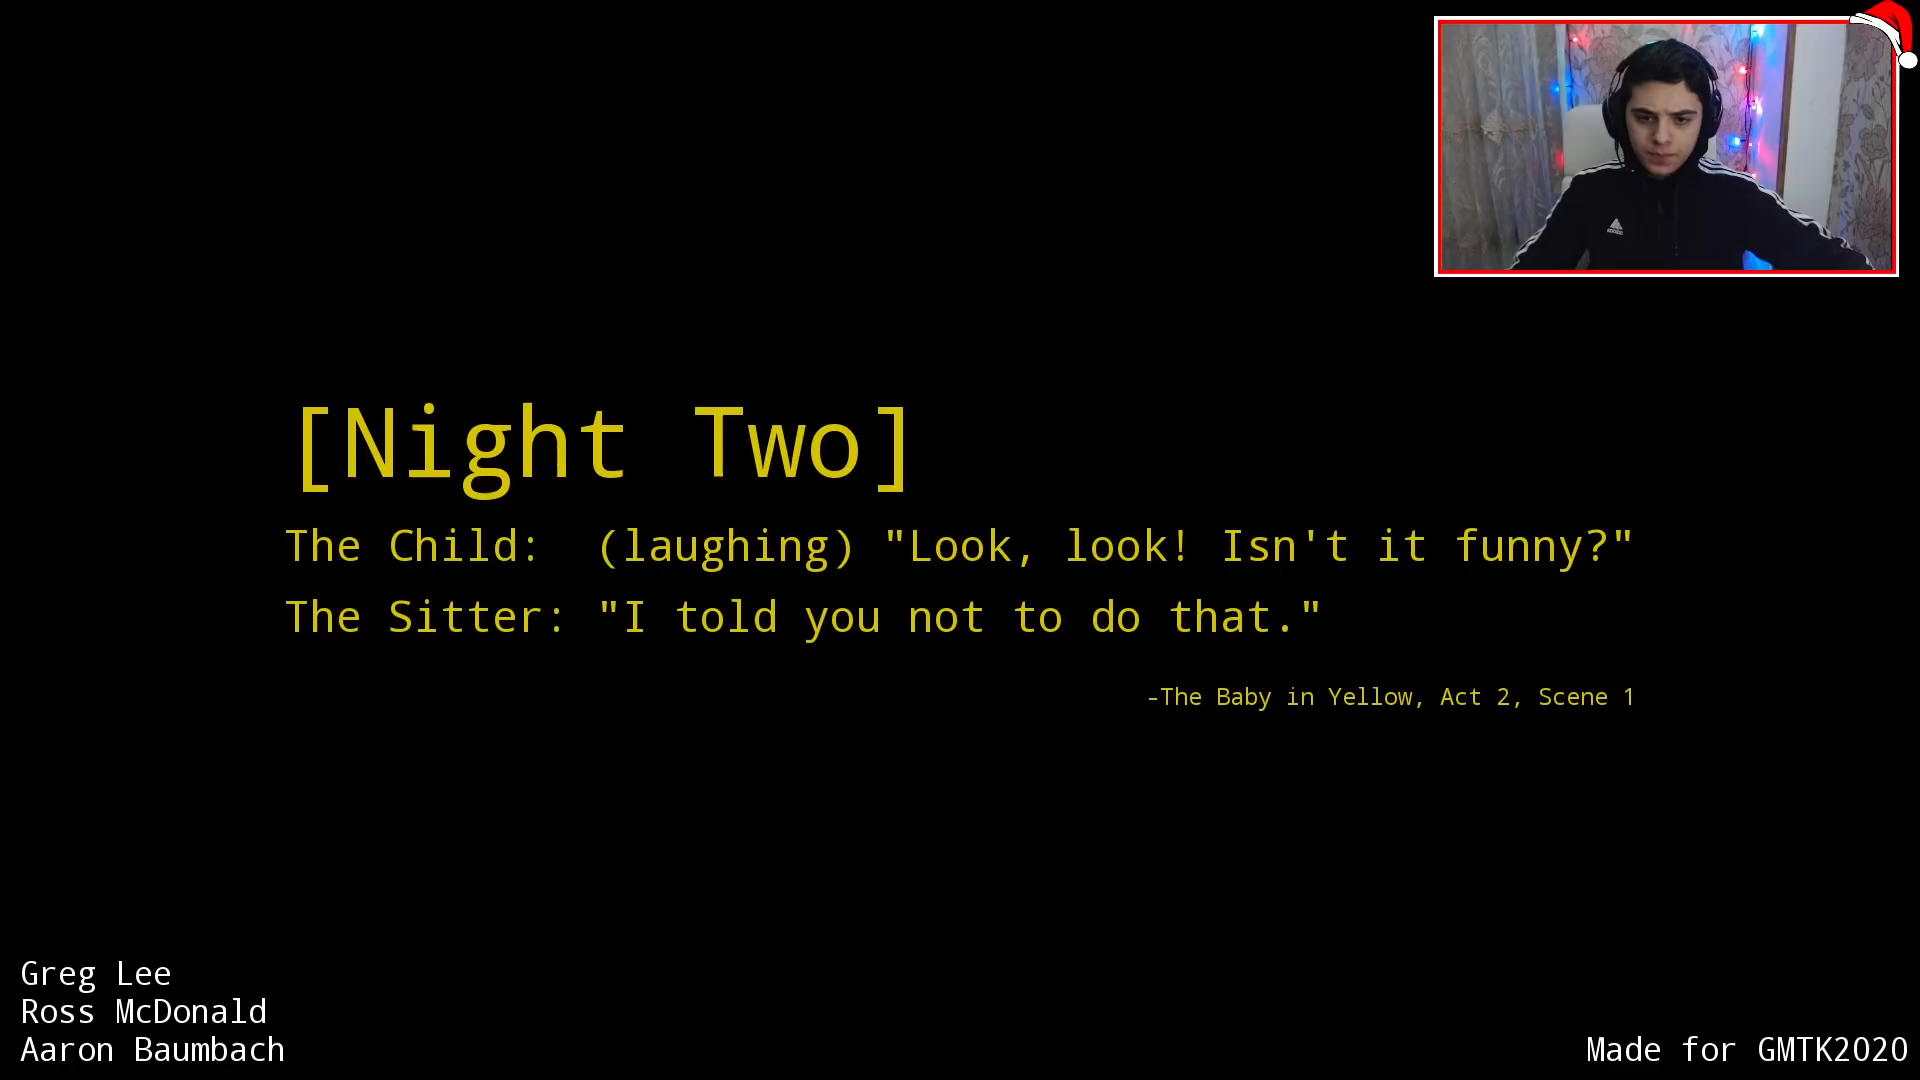 [Night Two]
The Child:  (laughing) "Look, look! Isn't it funny?"
The Sitter: "I told you not to do that."
-The Baby in Yellow, Act 2, Scene 1
Greg Lee
Ross McDonald
Aaron Baumbach
Made for GMTK2020